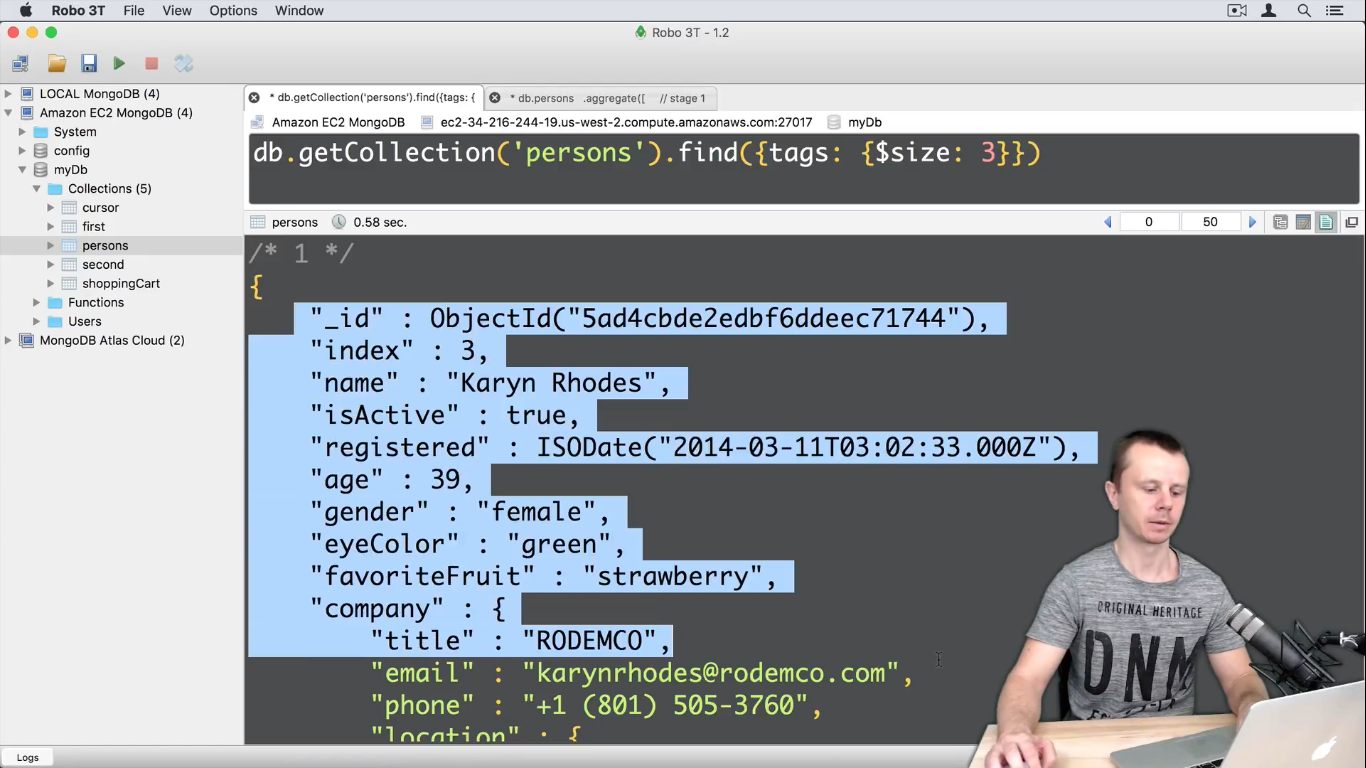 Robo 3T File View Options Window
Robo 3T - 1.2
LOCAL MongoDB (4)
Amazon EC2 MongoDB (4)
System
config
myDb
Collections (5)
cursor
first
persons
second
shoppingCart
Functions
Users
MongoDB Atlas Cloud (2)
* db.getCollection('persons').find({tags: {
* db.persons .aggregate([ // stage 1
Amazon EC2 MongoDB ec2-34-216-244-19.us-west-2.compute.amazonaws.com:27017 myDb
db.getCollection('persons').find({tags: {$size: 3}})
persons 0.58 sec. 0 50
/* 1 */
{
"_id" : ObjectId("5ad4cbde2edbf6ddeec71744"),
"index" : 3,
"name" : "Karyn Rhodes",
"isActive" : true,
"registered" : ISODate("2014-03-11T03:02:33.000Z"),
"age" : 39,
"gender" : "female",
"eyeColor" : "green",
"favoriteFruit" : "strawberry",
"company" : {
"title" : "RODEMCO",
"email" : "karynrhodes@rodemco.com",
"phone" : "+1 (801) 505-3760",
"location" : {
ORIGINAL HERITAGE
DNM
Logs